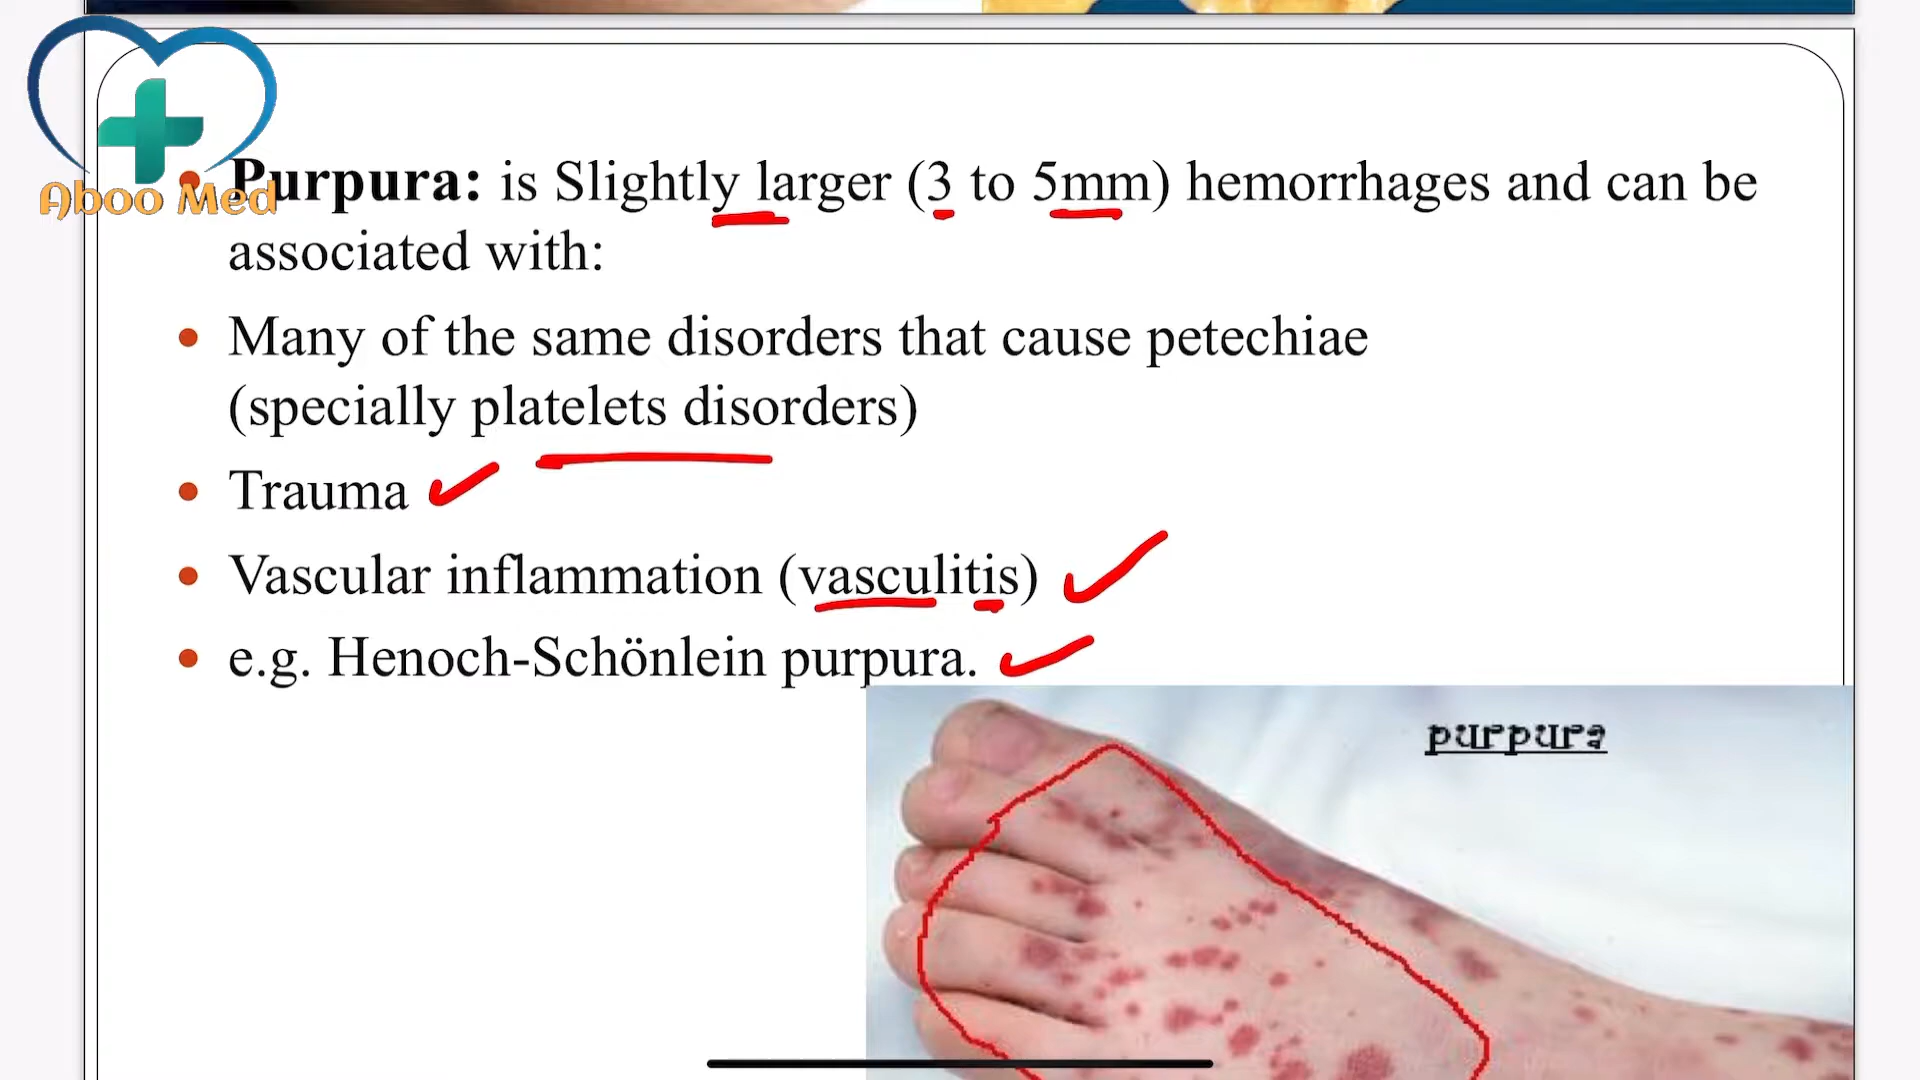 Aboo Med
• Purpura: is Slightly larger (3 to 5mm) hemorrhages and can be
associated with:
• Many of the same disorders that cause petechiae
(specially platelets disorders)
• Trauma
• Vascular inflammation (vasculitis)
• e.g. Henoch-Schönlein purpura.
purpura